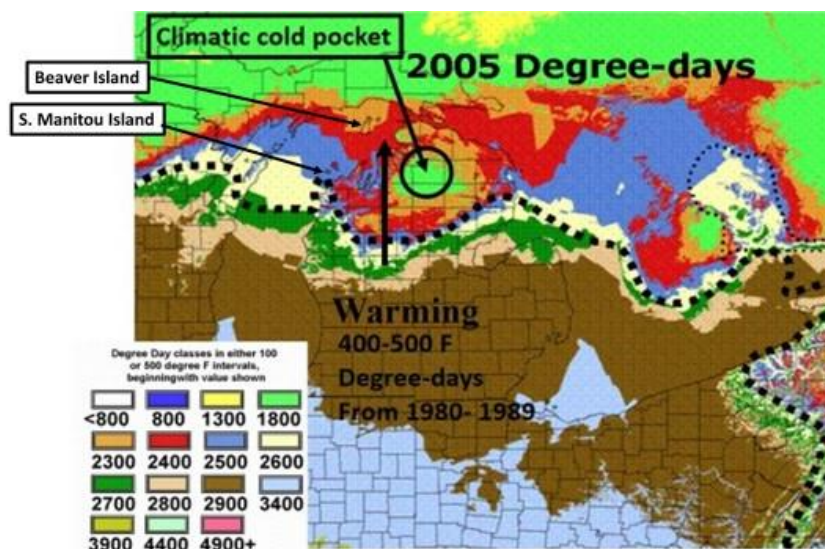 Climatic cold pocket
2005 Degree-days
Beaver Island
S. Manitou Island
Warming
400-500 F
Degree-days
From 1980- 1989
Degree Day classes in either 100
or 500 degree F intervals,
beginningwith value shown
<800 800 1300 1800
2300 2400 2500 2600
2700 2800 2900 3400
3900 4400 4900+